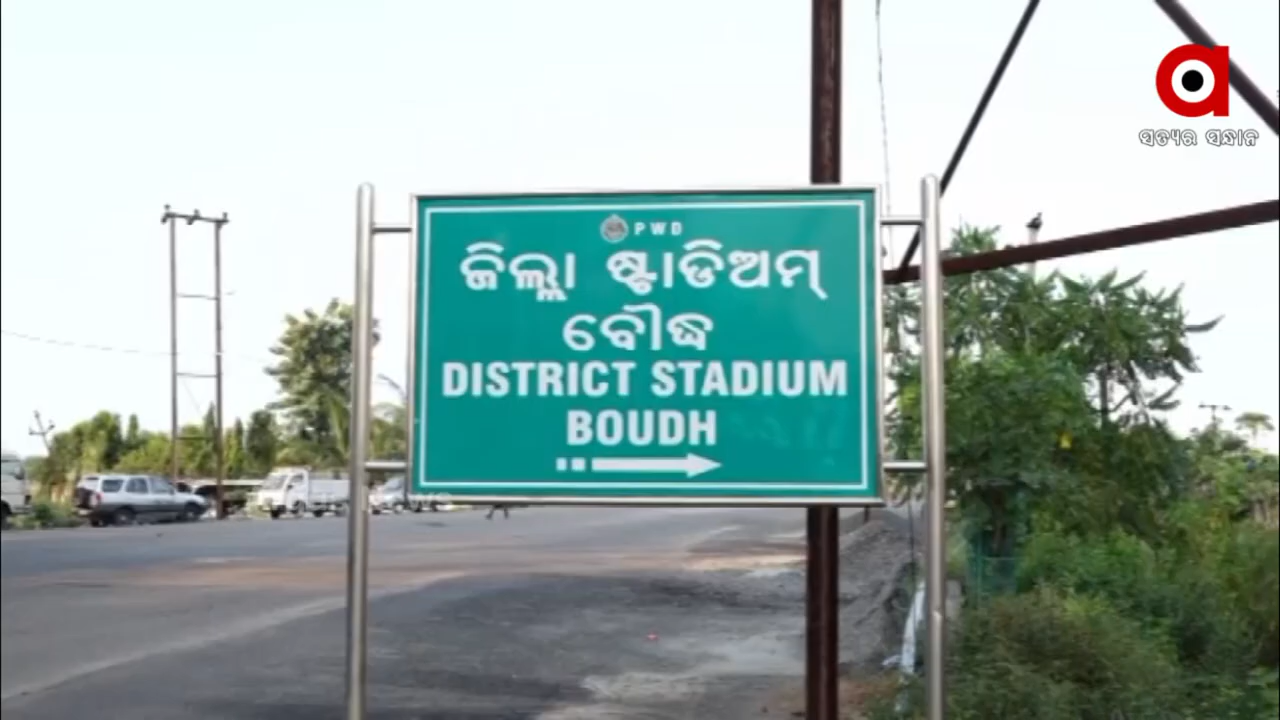 ସତ୍ୟର ସନ୍ଧାନ
PWD
ଜିଲ୍ଲା ଷ୍ଟାଡିଅମ୍
ବୌଦ୍ଧ
DISTRICT STADIUM
BOUDH